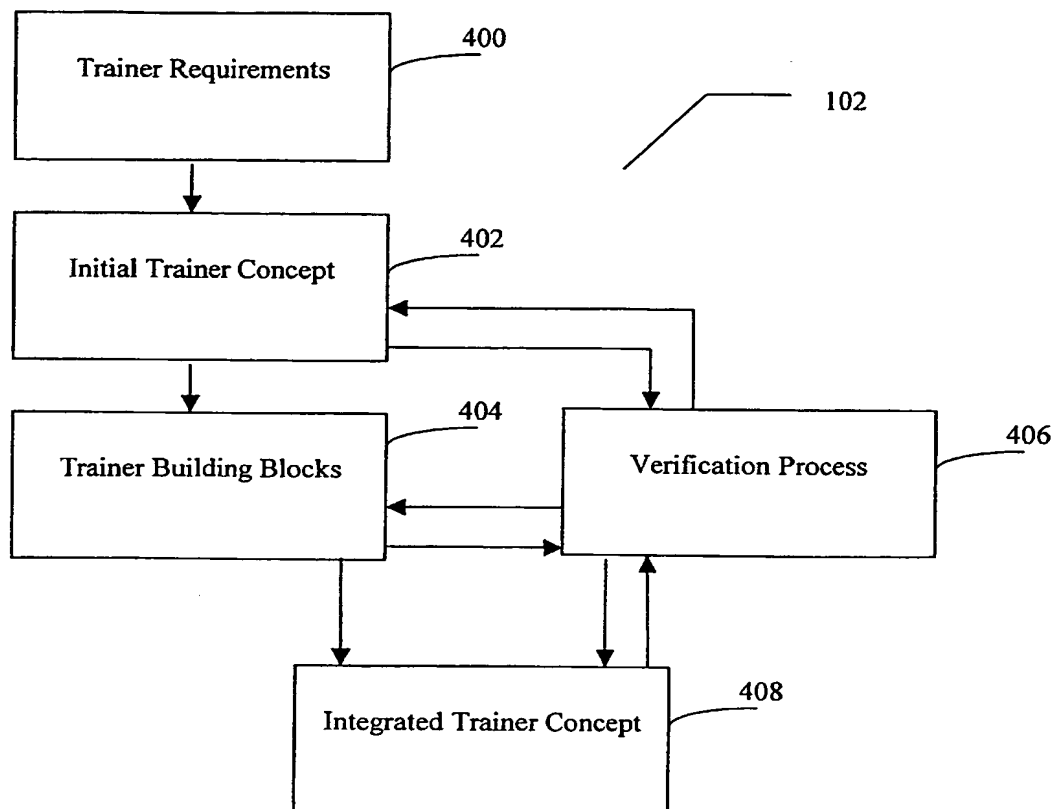 400
Trainer Requirements
102
402
Initial Trainer Concept
404
Trainer Building Blocks
406
Verification Process
408
Integrated Trainer Concept